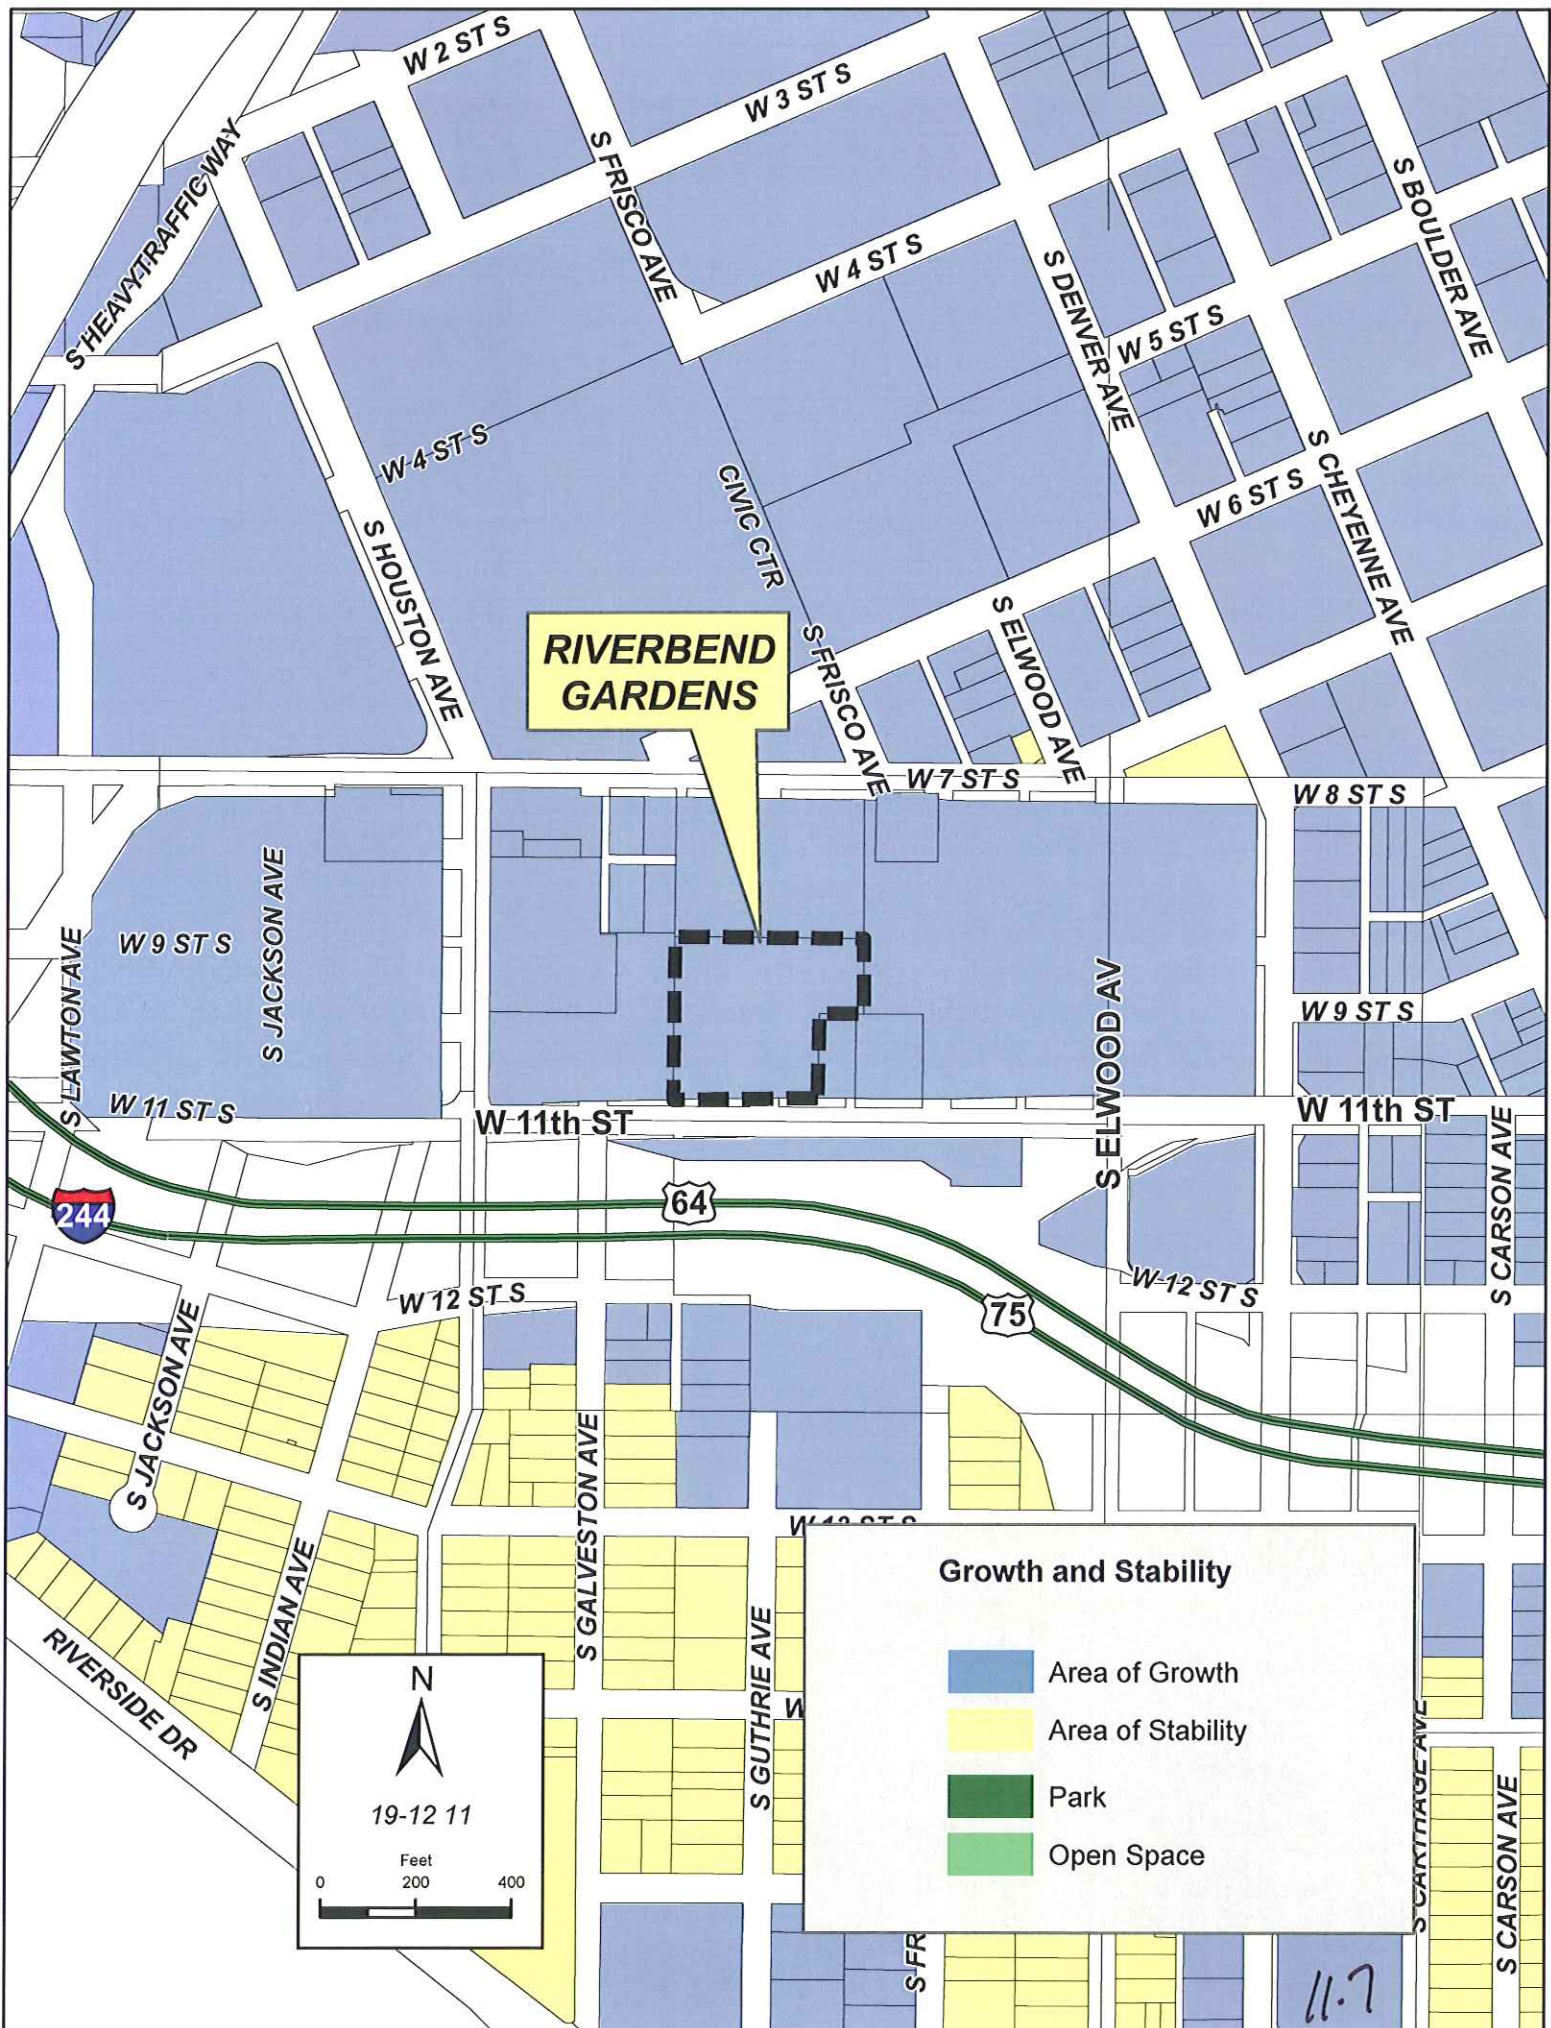 W 2 ST S
W 3 ST S
S HEAVYTRAFFIC WAY
S FRISCO AVE
S BOULDER AVE
W 4 ST S
S DENVER AVE
W 5 ST S
W 4 ST S
CIVIC CTR
S CHEYENNE AVE
W 6 ST S
S HOUSTON AVE
S ELWOOD AVE
RIVERBEND
GARDENS
S FRISCO AVE
W 7 ST S
W 8 ST S
W 9 ST S
S JACKSON AVE
S LAWTON AVE
S ELWOOD AV
W 9 ST S
W 11 ST S
W 11th ST
W 11th ST
S CARSON AVE
244
64
W 12 ST S
W 12 ST S
75
S JACKSON AVE
S GALVESTON AVE
W 13 ST S
S INDIAN AVE
S GUTHRIE AVE
RIVERSIDE DR
W
S CARTHAGE AVE
S CARSON AVE
S FR
Growth and Stability
Area of Growth
Area of Stability
Park
Open Space
N
19-12 11
Feet
0 200 400
11.7